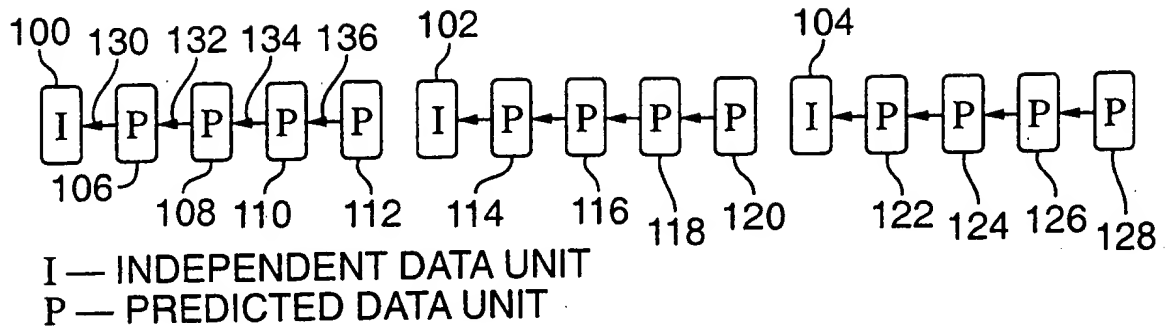 100 130 132 134 136 102 104
I P P P P I P P P P I P P P P
106 108 110 112 114 116 118 120 122 124 126 128
I — INDEPENDENT DATA UNIT
P — PREDICTED DATA UNIT